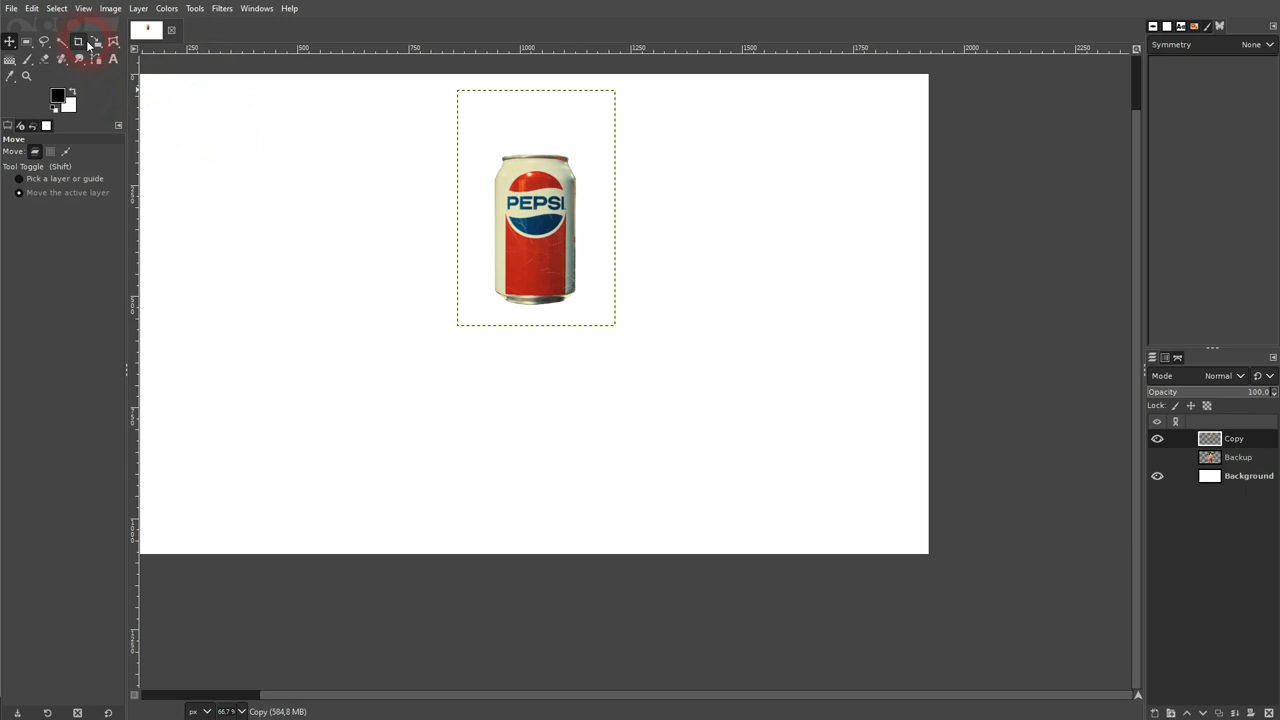 File Edit Select View Image Layer Colors Tools Filters Windows Help
250 500 750 1000 1250 1500 1750 2000 2250
Symmetry None
Move
Move:
Tool Toggle (Shift)
Pick a layer or guide
Move the active layer
PEPSI
Mode Normal
Opacity 100,0
Lock:
Copy
Backup
Background
px 66,7 % Copy (584,8 MB)